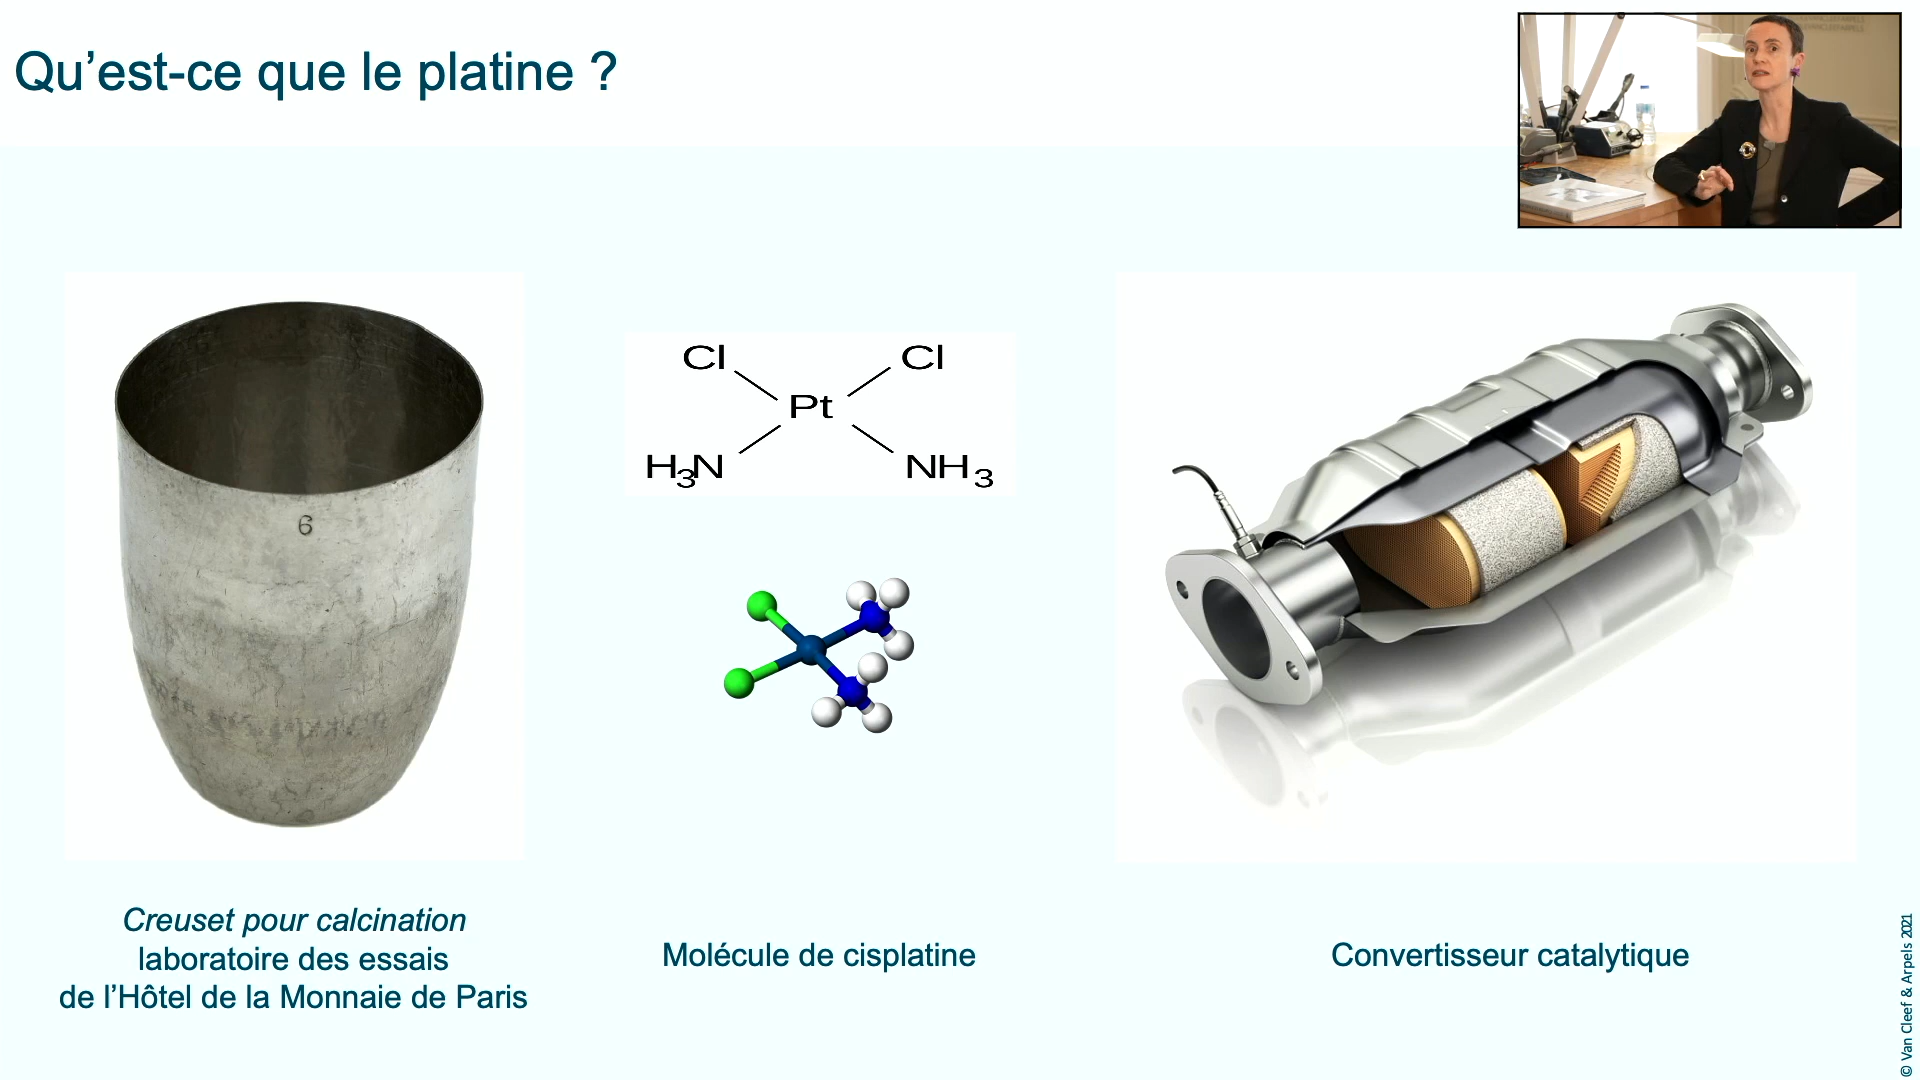 Qu’est-ce que le platine ?
6
Cl Cl
Pt
H3N NH3
Creuset pour calcination
laboratoire des essais
de l’Hôtel de la Monnaie de Paris
Molécule de cisplatine
Convertisseur catalytique
© Van Cleef & Arpels 2021